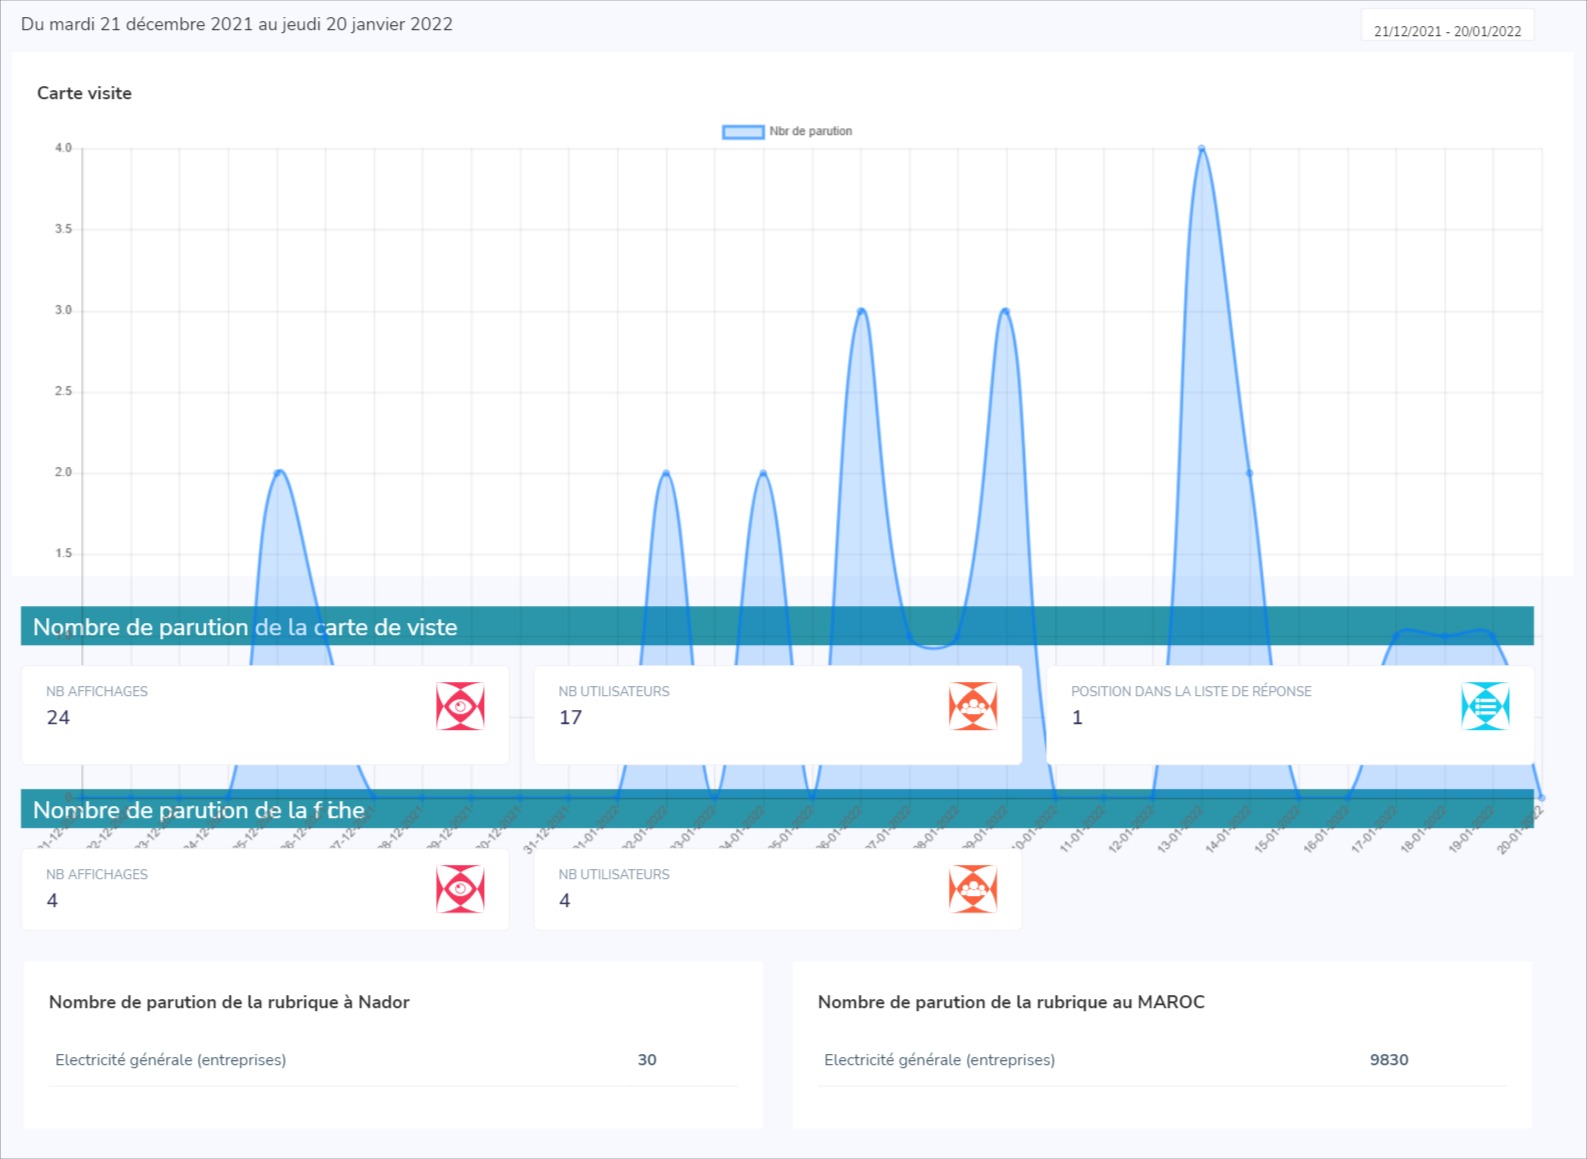 Du mardi 21 décembre 2021 au jeudi 20 janvier 2022
21/12/2021 - 20/01/2022
Carte visite
Nbr de parution
4.0
3.5
3.0
2.5
2.0
1.5
Nombre de parution de la carte de viste
NB AFFICHAGES
24
NB UTILISATEURS
17
POSITION DANS LA LISTE DE RÉPONSE
1
Nombre de parution de la fiche
31-12-2021
11-01-2022
12-01-2022
13-01-2022
14-01-2022
15-01-2022
16-01-2022
17-01-2022
18-01-2022
19-01-2022
20-01-2022
NB AFFICHAGES
4
NB UTILISATEURS
4
Nombre de parution de la rubrique à Nador
Electricité générale (entreprises)
30
Nombre de parution de la rubrique au MAROC
Electricité générale (entreprises)
9830